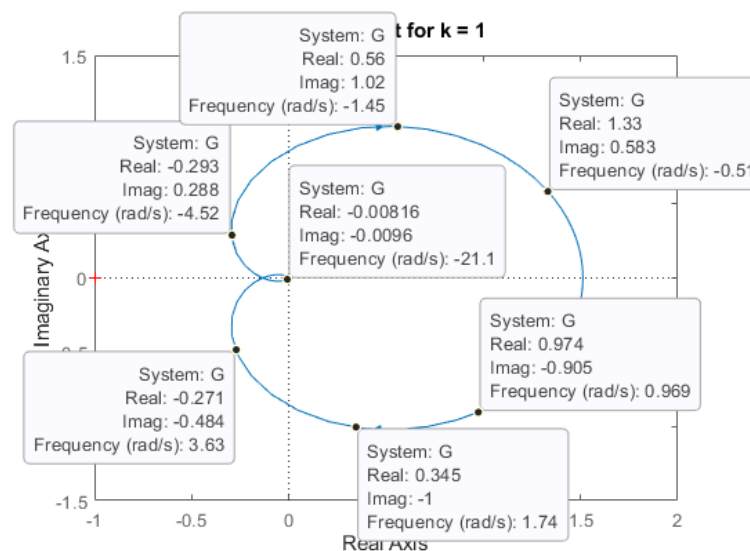 t for k = 1
System: G
Real: 0.56
Imag: 1.02
Frequency (rad/s): -1.45
System: G
Real: 1.33
Imag: 0.583
Frequency (rad/s): -0.51
System: G
Real: -0.293
Imag: 0.288
Frequency (rad/s): -4.52
System: G
Real: -0.00816
Imag: -0.0096
Frequency (rad/s): -21.1
System: G
Real: 0.974
Imag: -0.905
Frequency (rad/s): 0.969
System: G
Real: -0.271
Imag: -0.484
Frequency (rad/s): 3.63
System: G
Real: 0.345
Imag: -1
Frequency (rad/s): 1.74
1.5
0
-1.5
Imaginary Ax
-1
-0.5
0
1.5
2
Real Axis